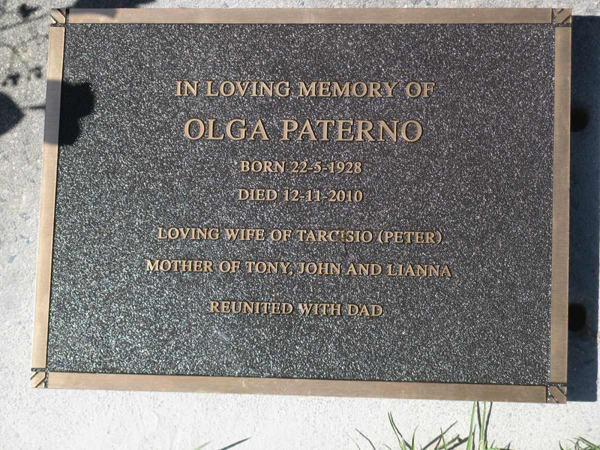 IN LOVING MEMORY OF
OLGA PATERNO
BORN 22-5-1928
DIED 12-11-2010
LOVING WIFE OF TARCISIO (PETER)
MOTHER OF TONY, JOHN AND LIANNA
REUNITED WITH DAD